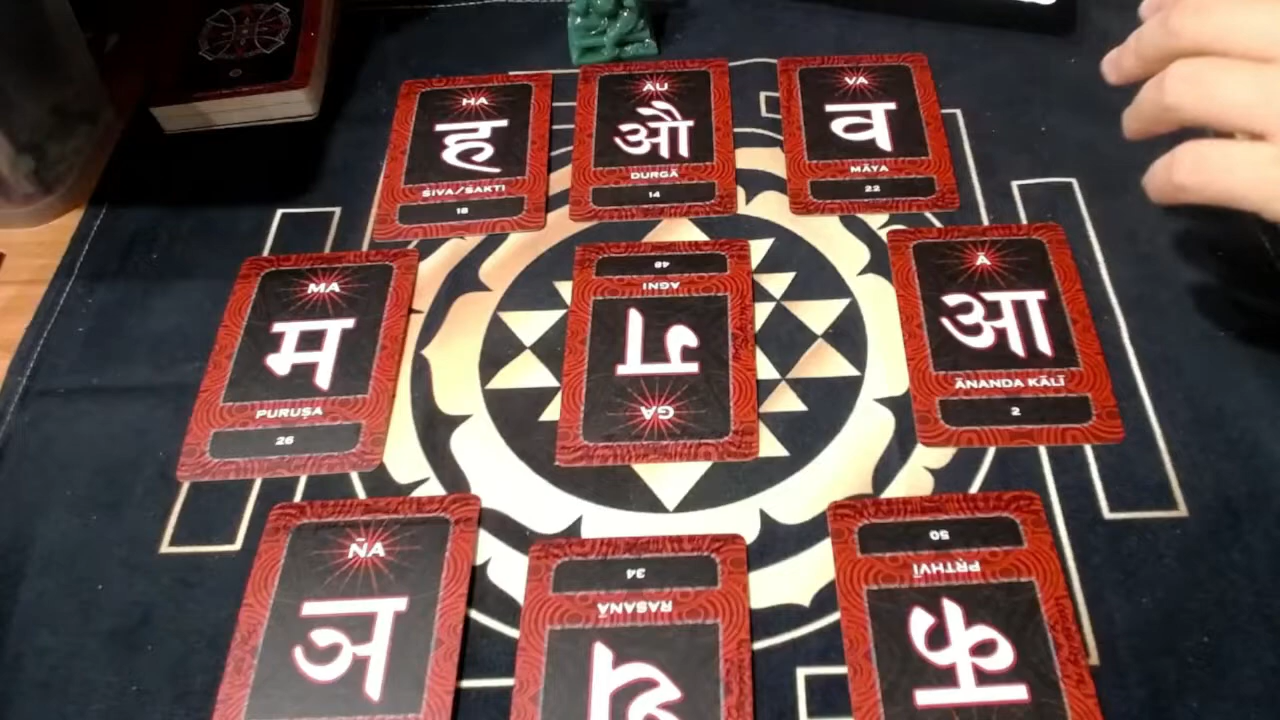 HA
ह
ŚIVA/ŚAKTI
18
AU
औ
DURGĀ
14
VA
व
MĀYA
22
MA
म
PURUṢA
26
GA
ग
AGNI
48
Ā
आ
ĀNANDA KĀLĪ
2
ÑA
ञ
RASANĀ
34
क
PṚTHVĪ
50